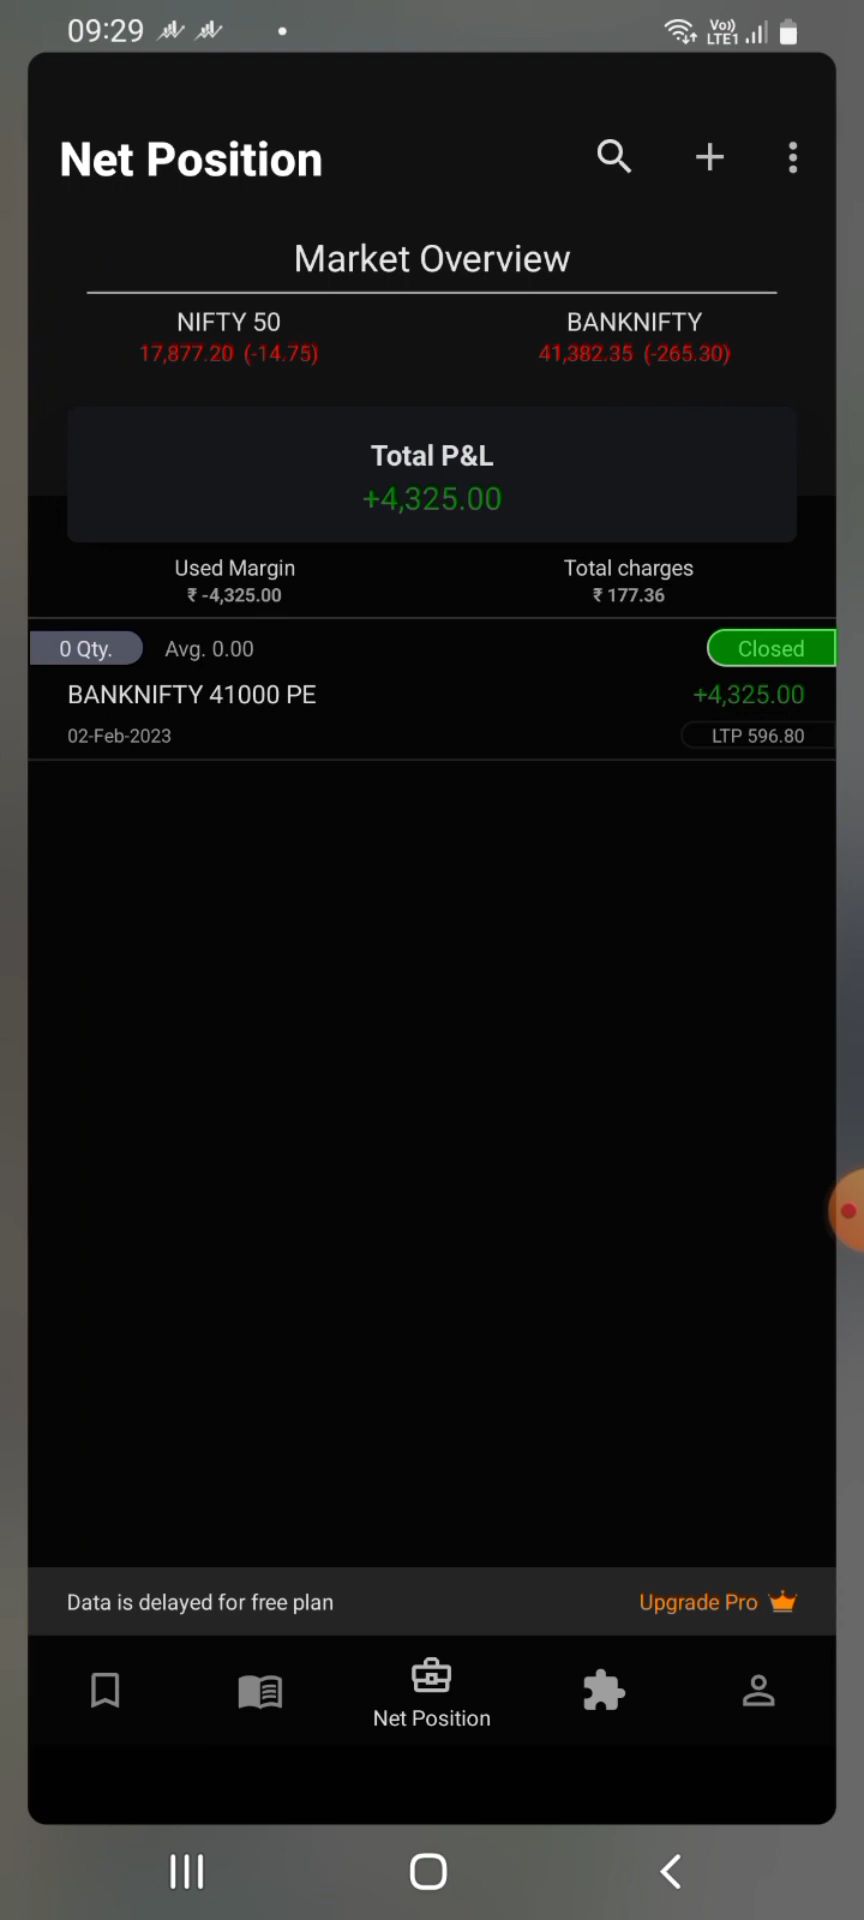 09:29
Vo))
LTE1
Net Position
Market Overview
NIFTY 50 BANKNIFTY
17,877.20 (-14.75) 41,382.35 (-265.30)
Total P&L
+4,325.00
Used Margin Total charges
₹ -4,325.00 ₹ 177.36
0 Qty. Avg. 0.00 Closed
BANKNIFTY 41000 PE +4,325.00
02-Feb-2023 LTP 596.80
Data is delayed for free plan Upgrade Pro
Net Position